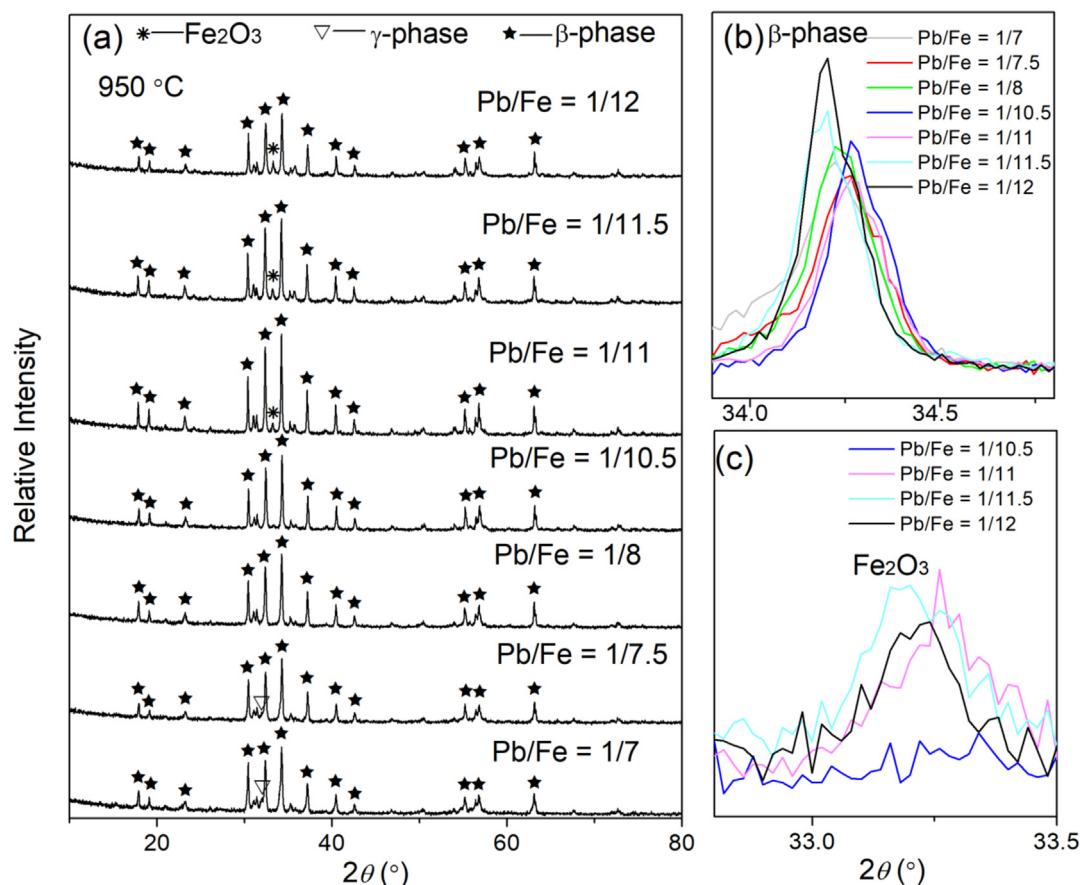 (a)
✳—Fe2O3 ▽—γ-phase ★—β-phase
950 °C
Pb/Fe = 1/12
Pb/Fe = 1/11.5
Pb/Fe = 1/11
Pb/Fe = 1/10.5
Pb/Fe = 1/8
Pb/Fe = 1/7.5
Pb/Fe = 1/7
Relative Intensity
20 40 60 80
2θ (°)
(b)
β-phase
Pb/Fe = 1/7
Pb/Fe = 1/7.5
Pb/Fe = 1/8
Pb/Fe = 1/10.5
Pb/Fe = 1/11
Pb/Fe = 1/11.5
Pb/Fe = 1/12
34.0 34.5
(c)
Pb/Fe = 1/10.5
Pb/Fe = 1/11
Pb/Fe = 1/11.5
Pb/Fe = 1/12
Fe2O3
33.0 33.5
2θ (°)